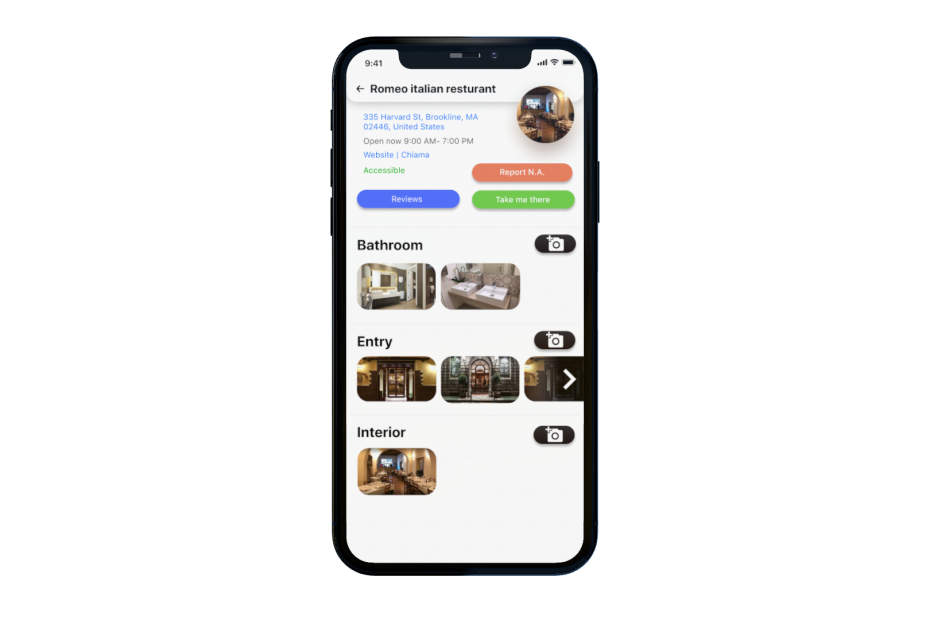 9:41
← Romeo italian resturant
335 Harvard St, Brookline, MA
02446, United States
Open now 9:00 AM- 7:00 PM
Website | Chiama
Accessible
Report N.A.
Reviews
Take me there
Bathroom
Entry
Interior